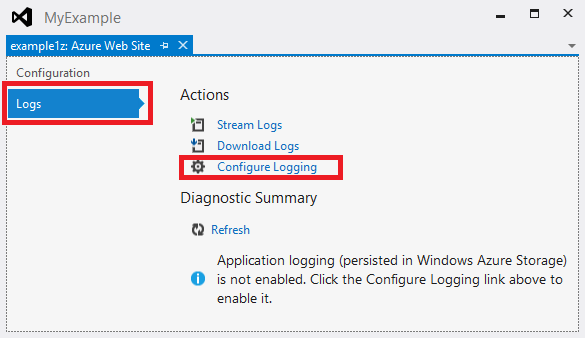 MyExample
example1z: Azure Web Site
Configuration
Logs
Actions
Stream Logs
Download Logs
Configure Logging
Diagnostic Summary
Refresh
Application logging (persisted in Windows Azure Storage)
is not enabled. Click the Configure Logging link above to
enable it.